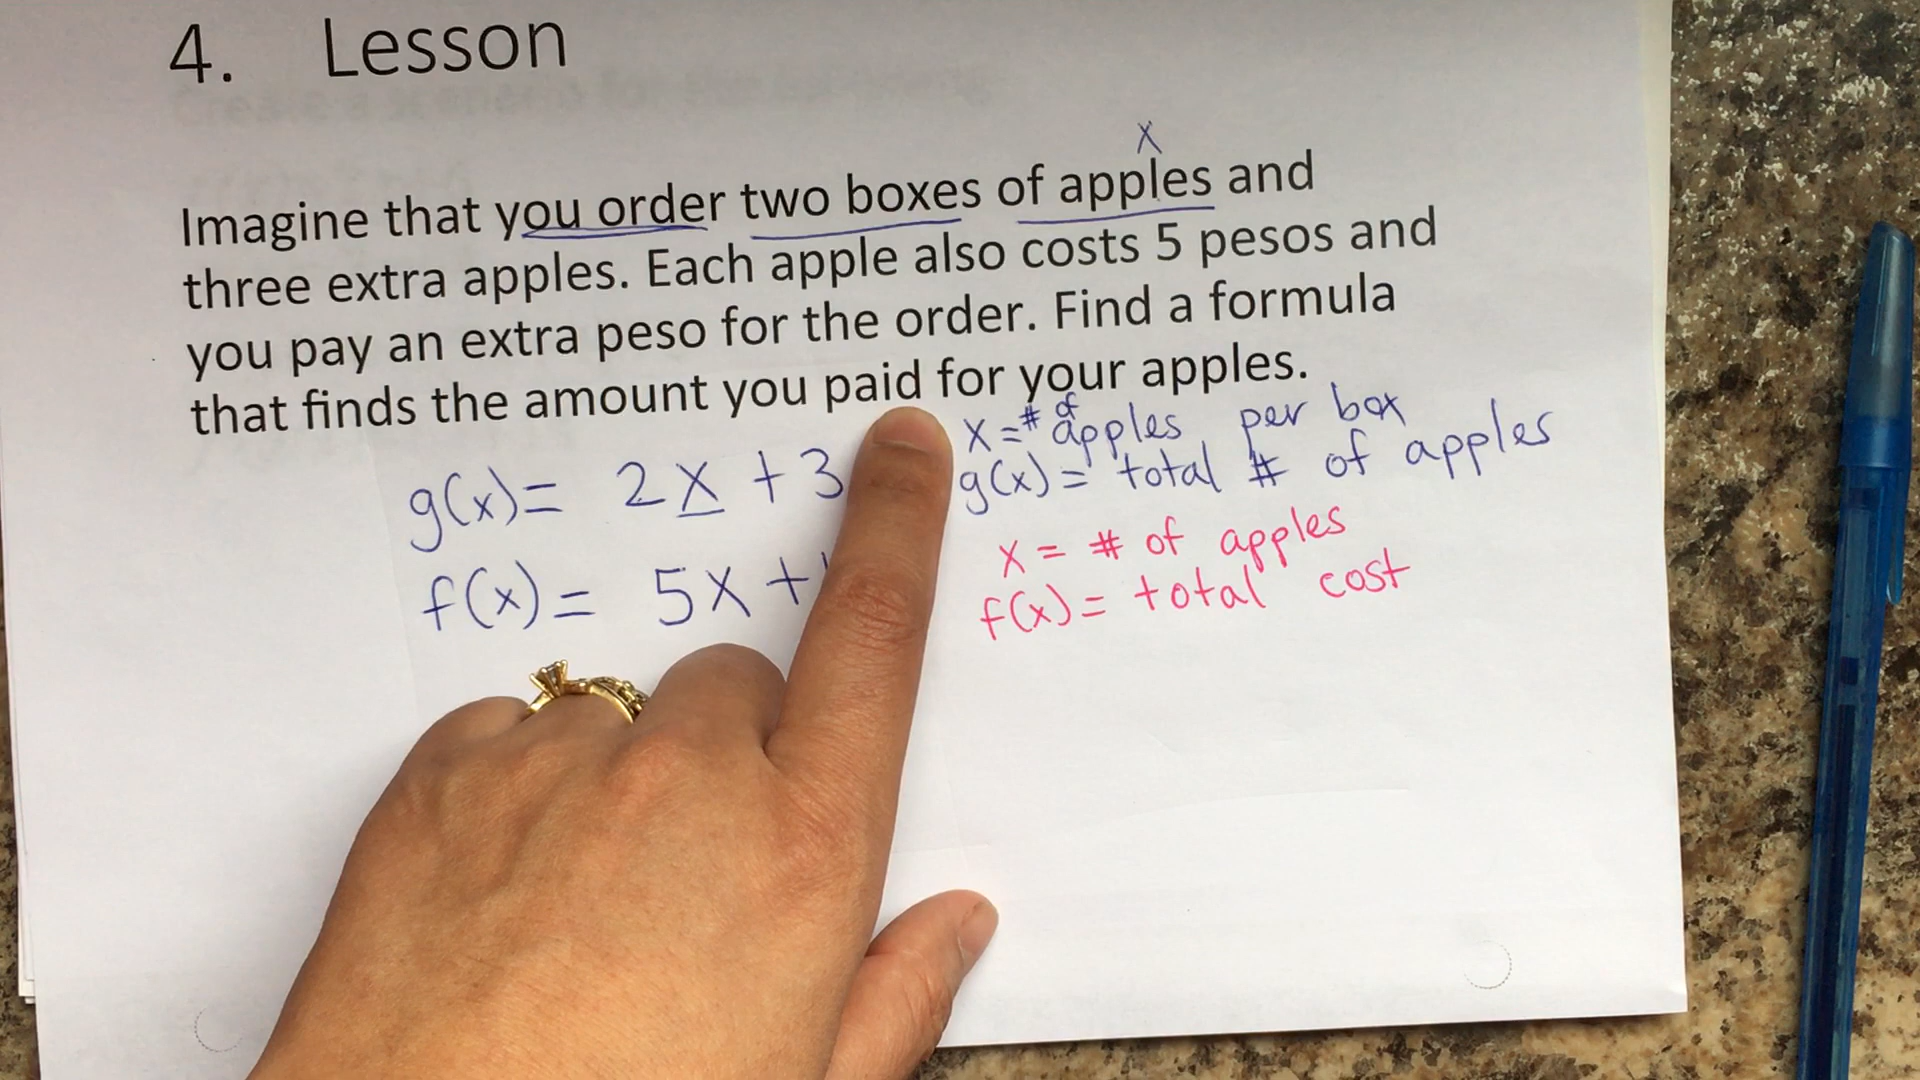 4. Lesson
X
Imagine that you order two boxes of apples and
three extra apples. Each apple also costs 5 pesos and
you pay an extra peso for the order. Find a formula
that finds the amount you paid for your apples.
x = # of apples per box
g(x) = 2x + 3
g(x) = total # of apples
x = # of apples
f(x) = 5x +
f(x) = total cost